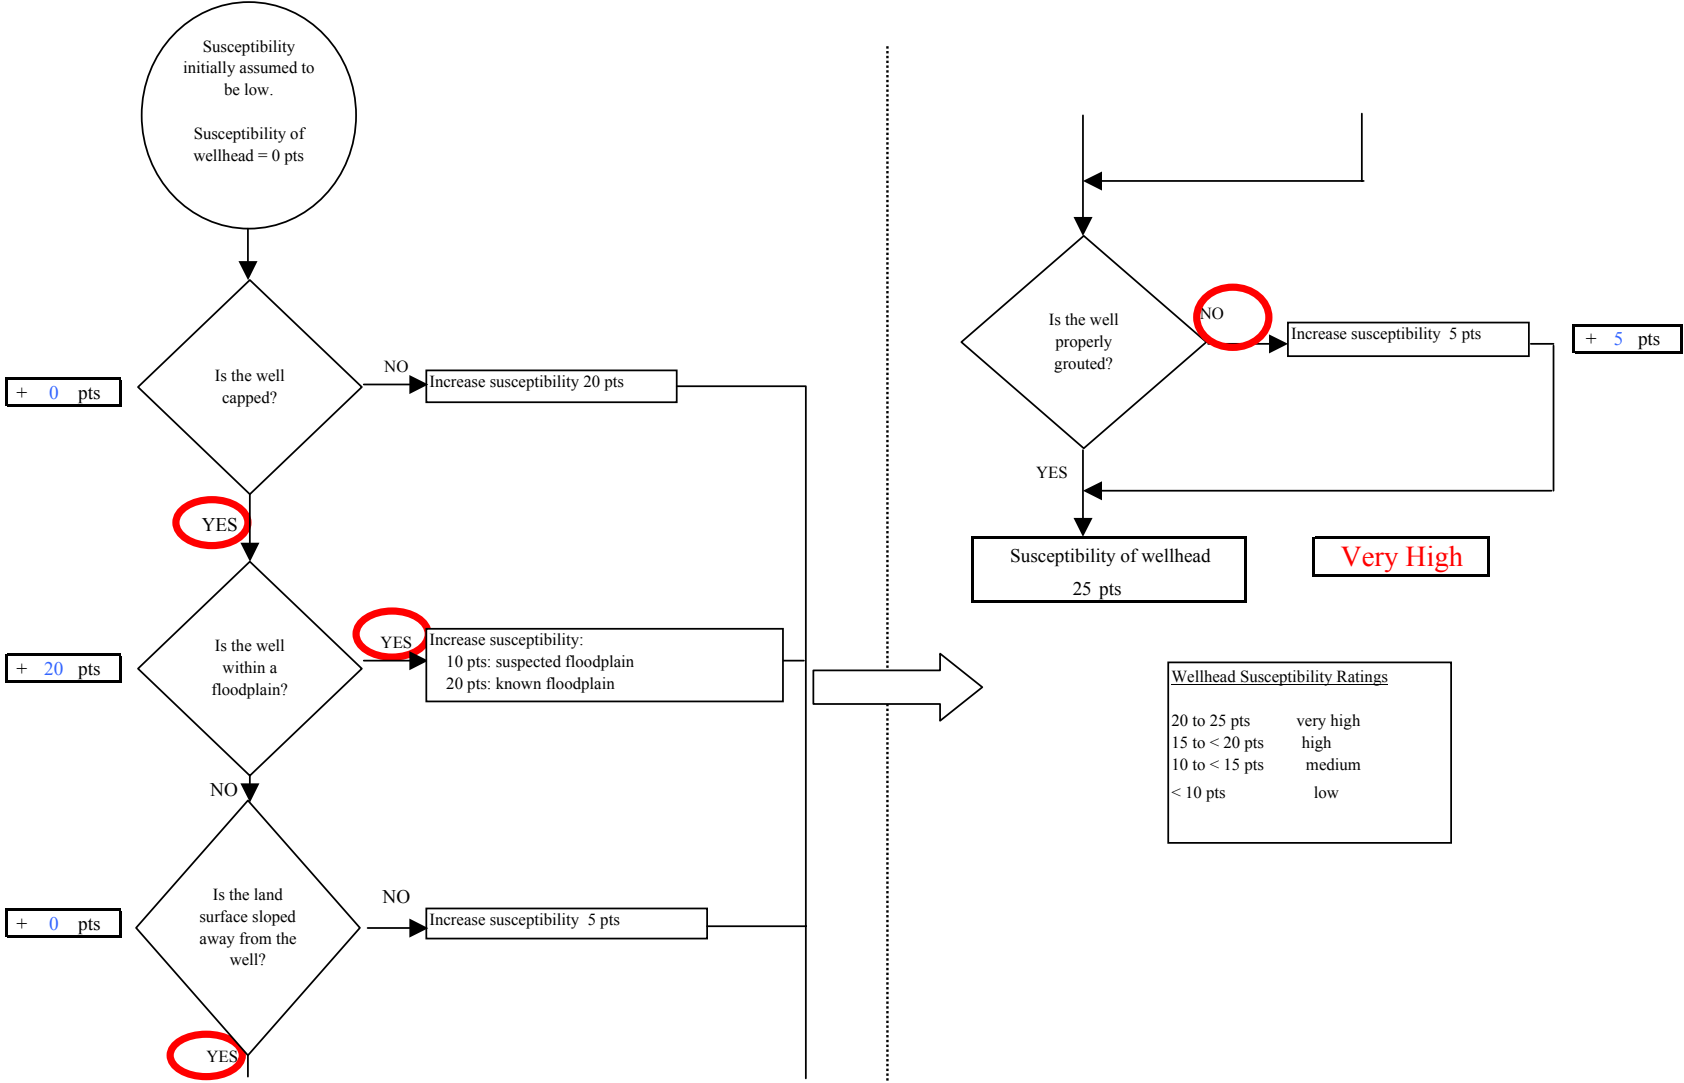 Susceptibility
initially assumed to
be low.
Susceptibility of
wellhead = 0 pts
Is the well
capped?
NO
Increase susceptibility 20 pts
+ 0 pts
YES
Is the well
within a
floodplain?
YES
Increase susceptibility:
10 pts: suspected floodplain
20 pts: known floodplain
+ 20 pts
NO
Is the land
surface sloped
away from the
well?
NO
Increase susceptibility 5 pts
+ 0 pts
YES
Is the well
properly
grouted?
NO
Increase susceptibility 5 pts
+ 5 pts
YES
Susceptibility of wellhead
25 pts
Very High
Wellhead Susceptibility Ratings
20 to 25 pts very high
15 to < 20 pts high
10 to < 15 pts medium
< 10 pts low